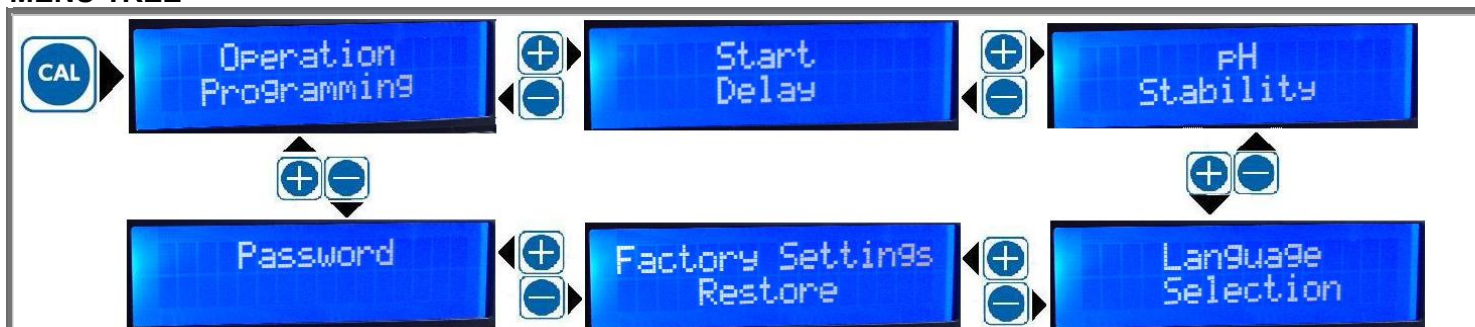 MENU TREE
CAL
Operation
Programming
Start
Delay
pH
Stability
Password
Factory Settings
Restore
Language
Selection